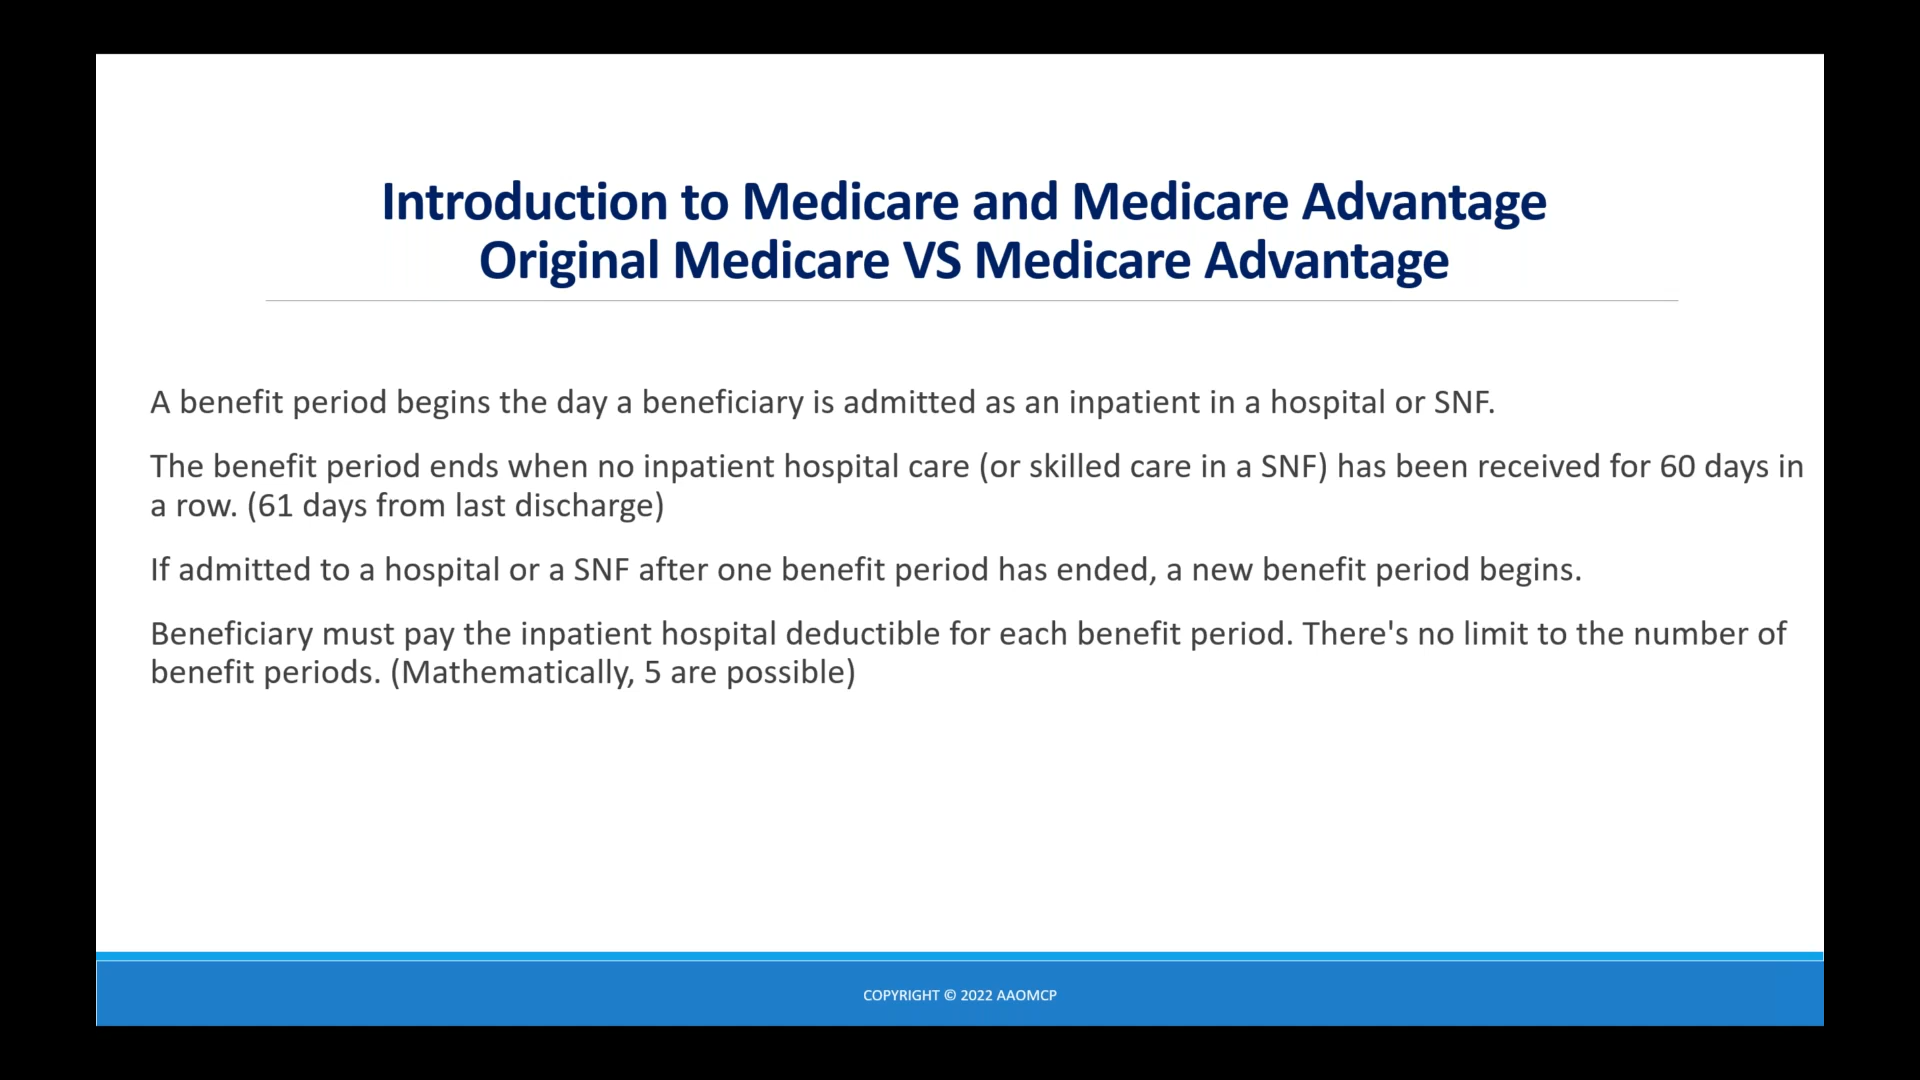 Introduction to Medicare and Medicare Advantage
Original Medicare VS Medicare Advantage
A benefit period begins the day a beneficiary is admitted as an inpatient in a hospital or SNF.
The benefit period ends when no inpatient hospital care (or skilled care in a SNF) has been received for 60 days in
a row. (61 days from last discharge)
If admitted to a hospital or a SNF after one benefit period has ended, a new benefit period begins.
Beneficiary must pay the inpatient hospital deductible for each benefit period. There's no limit to the number of
benefit periods. (Mathematically, 5 are possible)
COPYRIGHT © 2022 AAOMCP